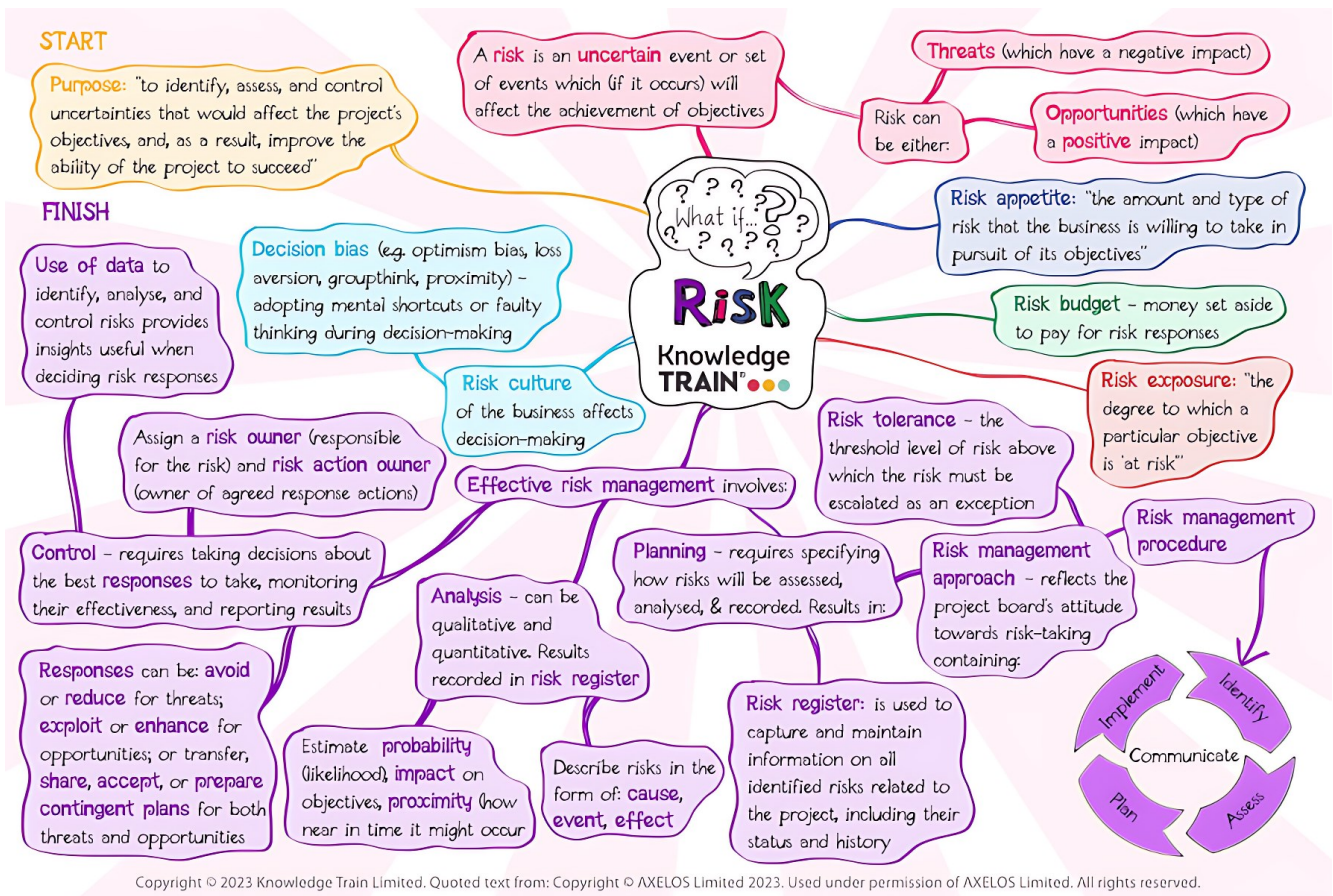 START
Purpose: "to identify, assess, and control
uncertainties that would affect the project's
objectives, and, as a result, improve the
ability of the project to succeed"
A risk is an uncertain event or set
of events which (if it occurs) will
affect the achievement of objectives
Risk can
be either:
Threats (which have a negative impact)
Opportunities (which have
a positive impact)
What if...?
? ? ? ? ? ? ? ? ?
RiSK
Knowledge
TRAIN
Risk appetite: "the amount and type of
risk that the business is willing to take in
pursuit of its objectives"
Risk budget – money set aside
to pay for risk responses
Risk exposure: "the
degree to which a
particular objective
is 'at risk'"
Decision bias (e.g. optimism bias, loss
aversion, groupthink, proximity) –
adopting mental shortcuts or faulty
thinking during decision-making
Risk culture
of the business affects
decision-making
Effective risk management involves:
Planning – requires specifying
how risks will be assessed,
analysed, & recorded. Results in:
Risk management
approach – reflects the
project board's attitude
towards risk-taking
containing:
Risk tolerance – the
threshold level of risk above
which the risk must be
escalated as an exception
Risk management
procedure
Identify
Assess
Plan
Implement
Communicate
Risk register: is used to
capture and maintain
information on all
identified risks related to
the project, including their
status and history
Analysis – can be
qualitative and
quantitative. Results
recorded in risk register
Describe risks in the
form of: cause,
event, effect
Estimate probability
(likelihood), impact on
objectives, proximity (how
near in time it might occur
Control – requires taking decisions about
the best responses to take, monitoring
their effectiveness, and reporting results
Responses can be: avoid
or reduce for threats;
exploit or enhance for
opportunities; or transfer,
share, accept, or prepare
contingent plans for both
threats and opportunities
Assign a risk owner (responsible
for the risk) and risk action owner
(owner of agreed response actions)
FINISH
Use of data to
identify, analyse, and
control risks provides
insights useful when
deciding risk responses
Copyright © 2023 Knowledge Train Limited. Quoted text from: Copyright © AXELOS Limited 2023. Used under permission of AXELOS Limited. All rights reserved.